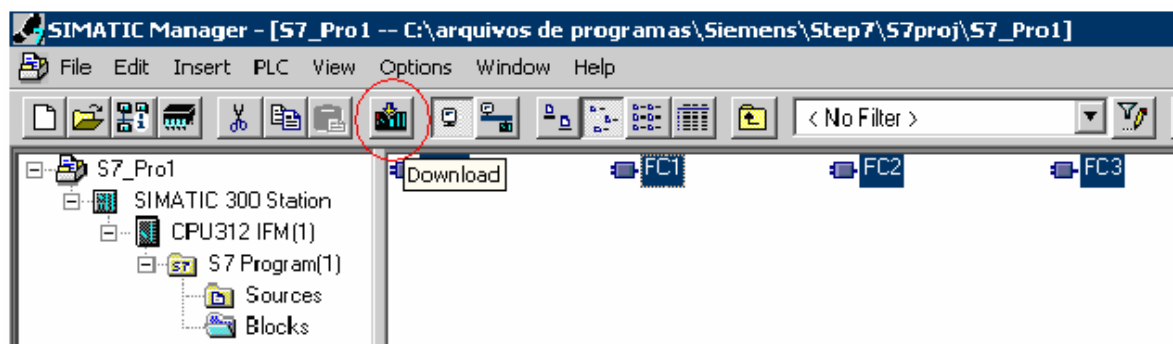 SIMATIC Manager - [S7_Pro1 -- C:\arquivos de programas\Siemens\Step7\S7proj\S7_Pro1]
File Edit Insert PLC View Options Window Help
< No Filter >
S7_Pro1
Download
FC1
FC2
FC3
SIMATIC 300 Station
CPU312 IFM(1)
S7 Program(1)
Sources
Blocks